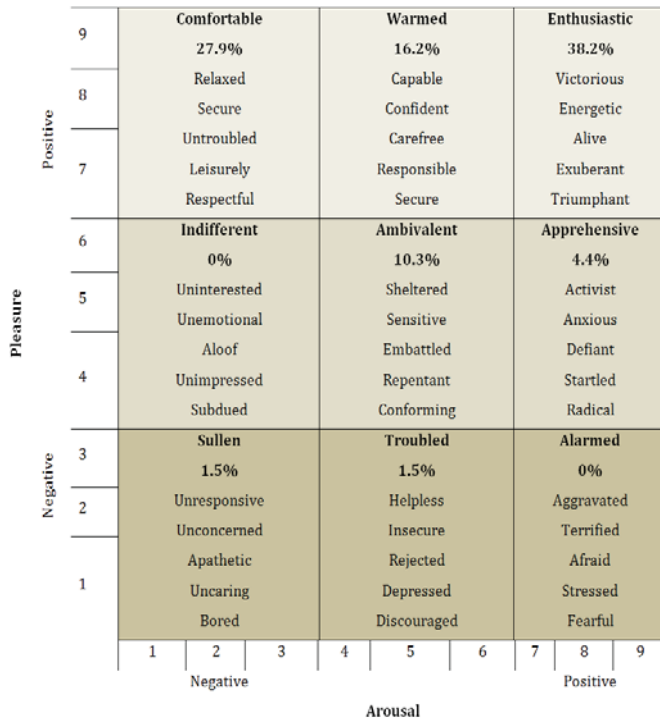 9 Comfortable Warmed Enthusiastic
27.9% 16.2% 38.2%
8 Relaxed Capable Victorious
Secure Confident Energetic
Positive
Untroubled Carefree Alive
7 Leisurely Responsible Exuberant
Respectful Secure Triumphant
6 Indifferent Ambivalent Apprehensive
0% 10.3% 4.4%
5 Uninterested Sheltered Activist
Pleasure
Unemotional Sensitive Anxious
Aloof Embattled Defiant
4 Unimpressed Repentant Startled
Subdued Conforming Radical
3 Sullen Troubled Alarmed
1.5% 1.5% 0%
Negative
2 Unresponsive Helpless Aggravated
Unconcerned Insecure Terrified
Apathetic Rejected Afraid
1 Uncaring Depressed Stressed
Bored Discouraged Fearful
1 2 3 4 5 6 7 8 9
Negative Positive
Arousal